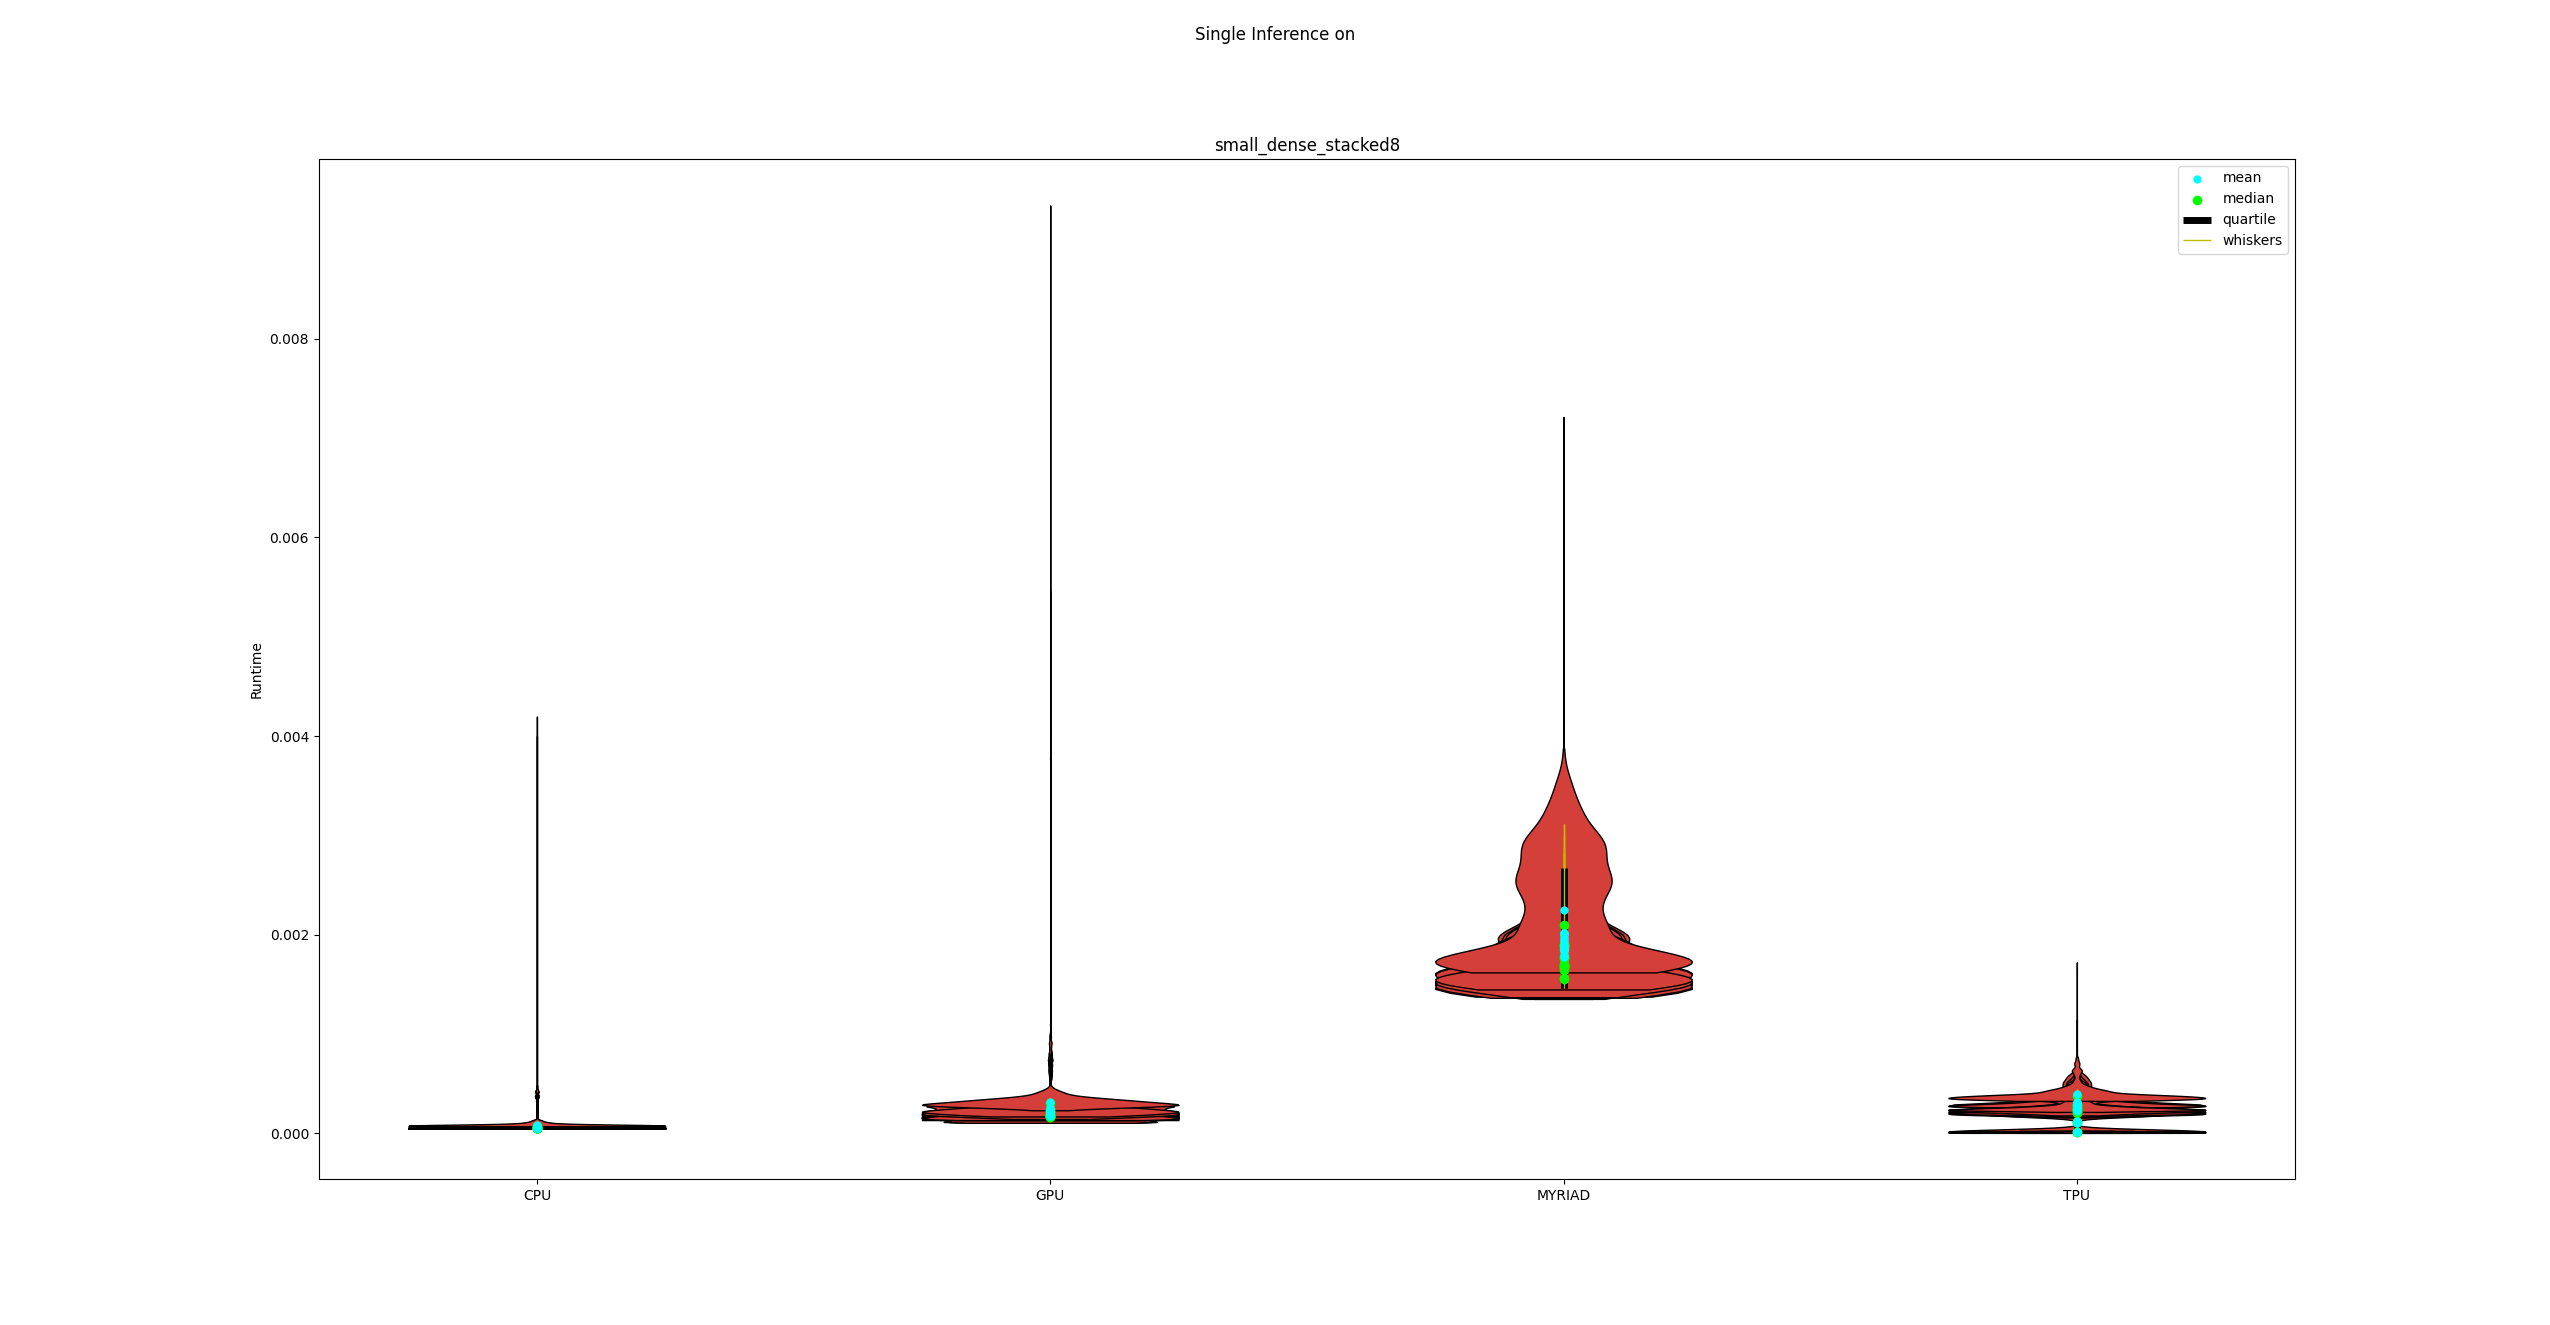 Single Inference on
small_dense_stacked8
mean
median
quartile
whiskers
0.008
0.006
0.004
0.002
0.000
Runtime
CPU
GPU
MYRIAD
TPU